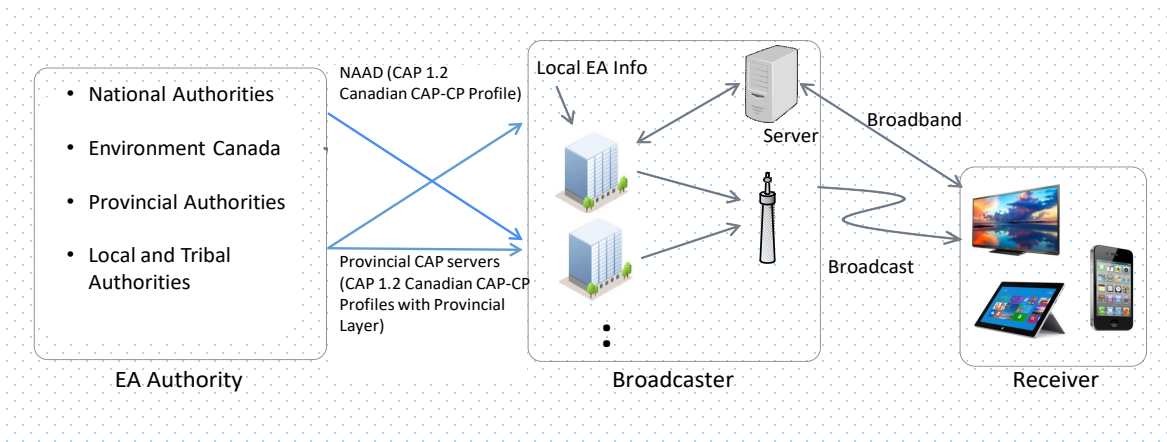 • National Authorities
• Environment Canada
• Provincial Authorities
• Local and Tribal
Authorities
EA Authority
NAAD (CAP 1.2
Canadian CAP-CP Profile)
Provincial CAP servers
(CAP 1.2 Canadian CAP-CP
Profiles with Provincial
Layer)
Local EA Info
Server
Broadcaster
Broadband
Broadcast
Receiver